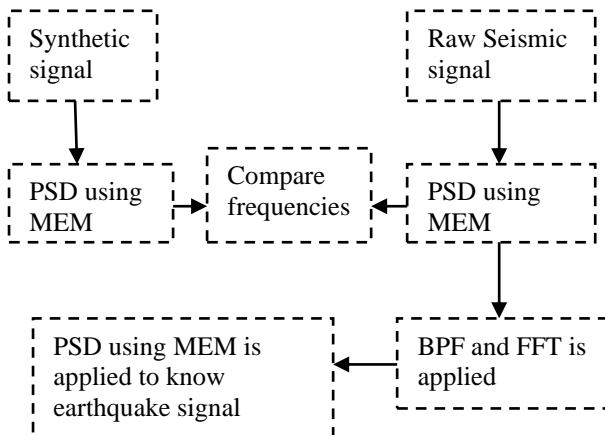 Synthetic
signal
Raw Seismic
signal
PSD using
MEM
Compare
frequencies
PSD using
MEM
PSD using MEM is
applied to know
earthquake signal
BPF and FFT is
applied